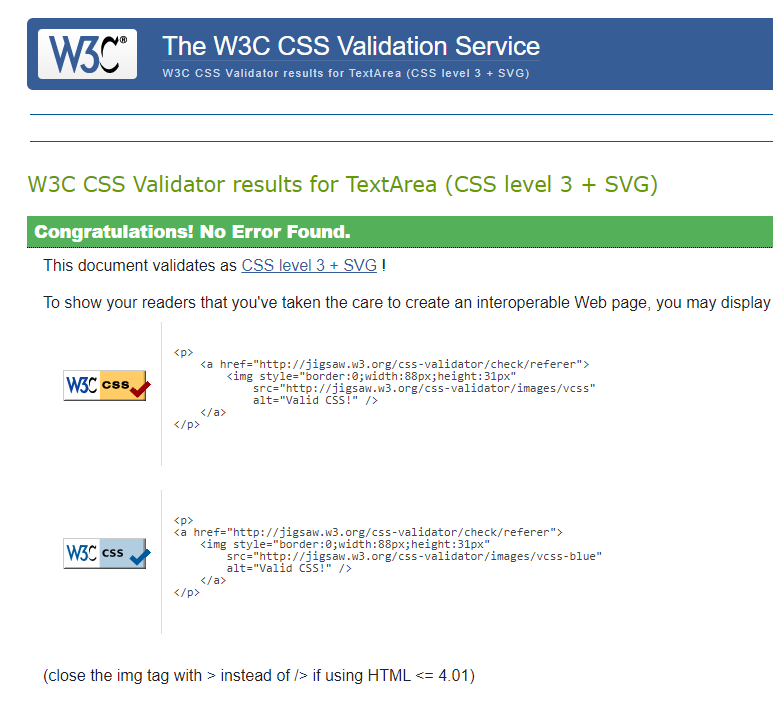 W3C®
The W3C CSS Validation Service
W3C CSS Validator results for TextArea (CSS level 3 + SVG)
W3C CSS Validator results for TextArea (CSS level 3 + SVG)
Congratulations! No Error Found.
This document validates as CSS level 3 + SVG !
To show your readers that you've taken the care to create an interoperable Web page, you may display
W3C css
<p>
    <a href="http://jigsaw.w3.org/css-validator/check/referer">
        <img style="border:0;width:88px;height:31px"
            src="http://jigsaw.w3.org/css-validator/images/vcss"
            alt="Valid CSS!" />
    </a>
</p>
W3C css
<p>
<a href="http://jigsaw.w3.org/css-validator/check/referer">
    <img style="border:0;width:88px;height:31px"
        src="http://jigsaw.w3.org/css-validator/images/vcss-blue"
        alt="Valid CSS!" />
    </a>
</p>
(close the img tag with > instead of /> if using HTML <= 4.01)